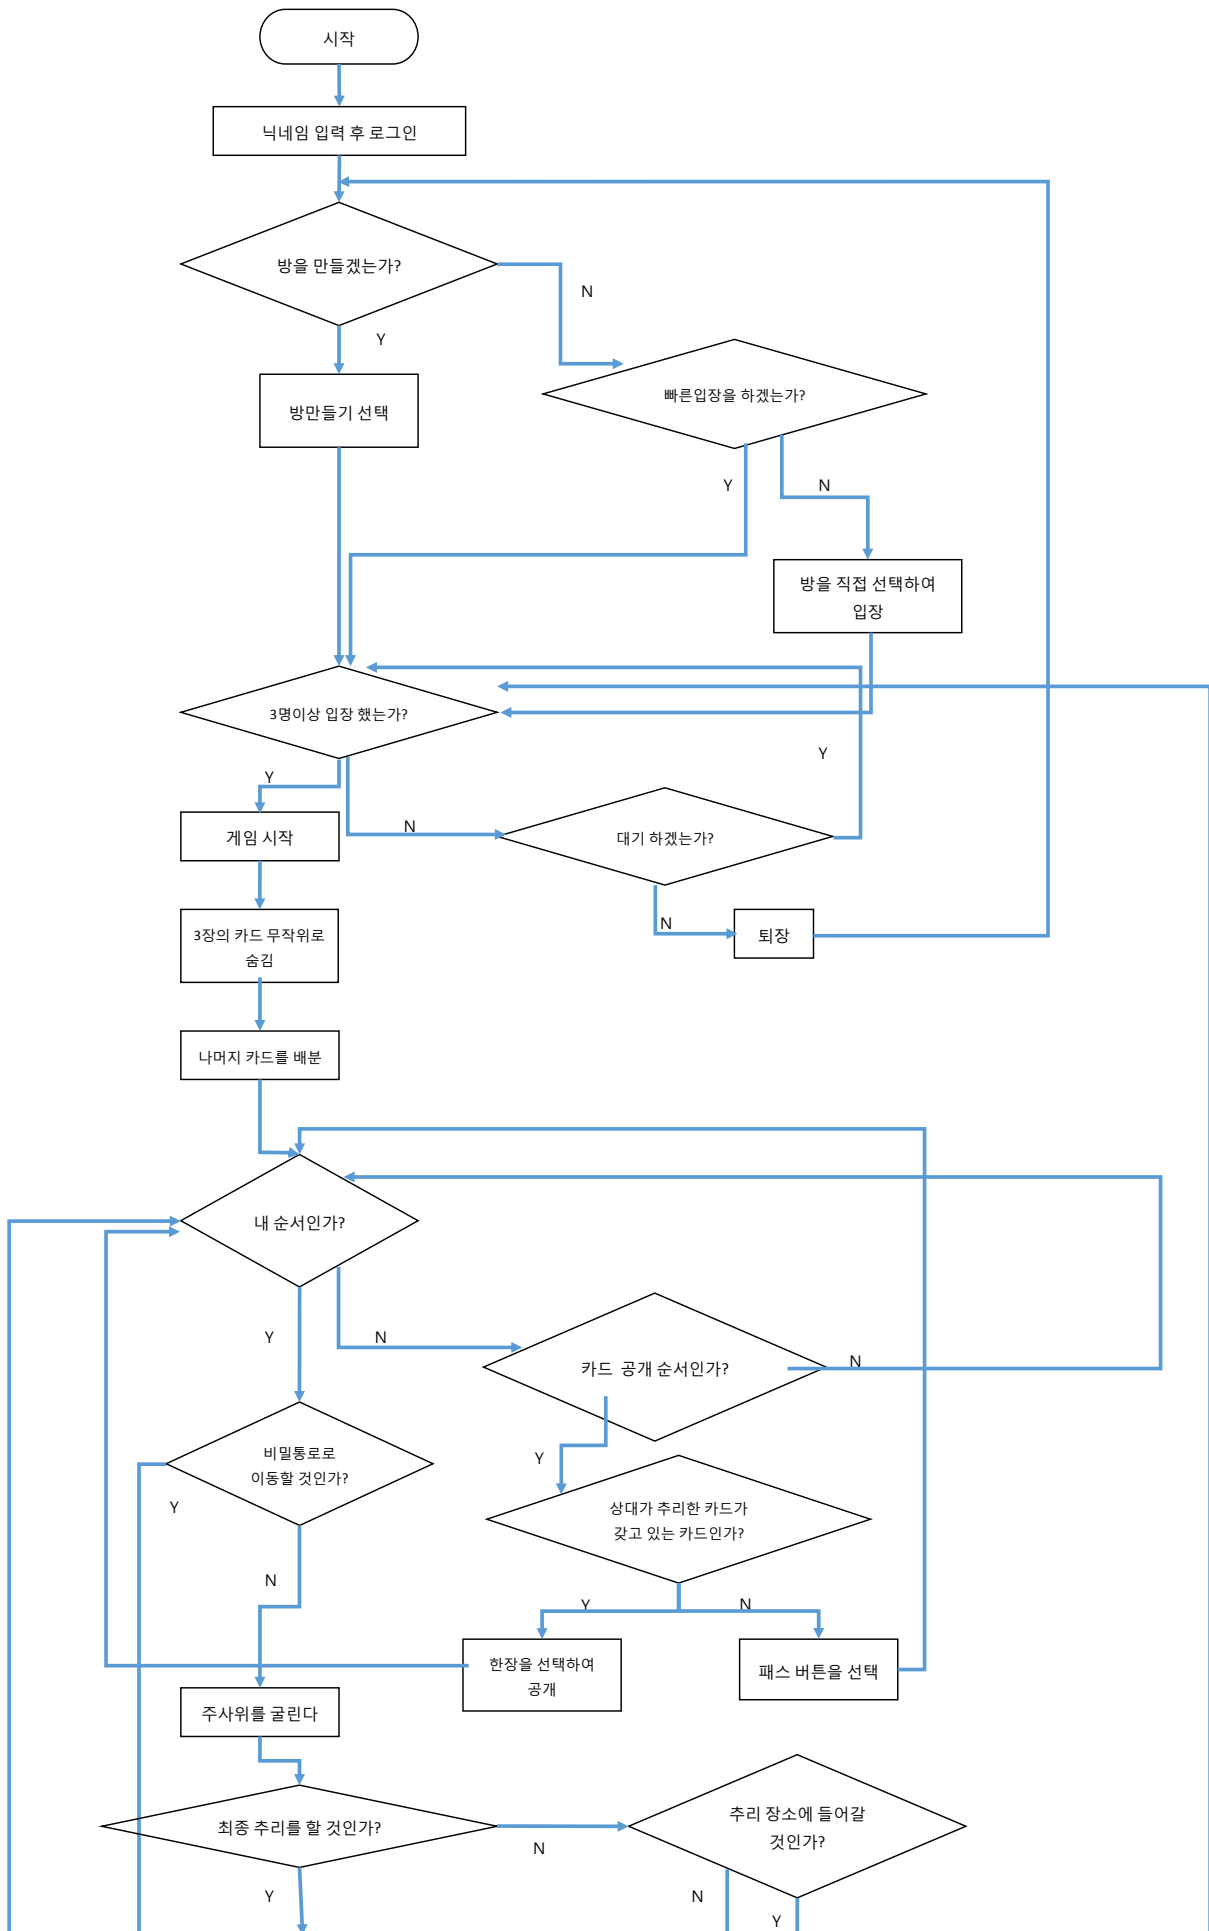 시작
닉네임 입력 후 로그인
방을 만들겠는가?
N
Y
방만들기 선택
빠른입장을 하겠는가?
Y
N
방을 직접 선택하여
입장
3명이상 입장 했는가?
Y
Y
N
게임 시작
대기 하겠는가?
N
퇴장
3장의 카드 무작위로
숨김
나머지 카드를 배분
내 순서인가?
Y
N
카드  공개 순서인가?
N
비밀통로로
이동할 것인가?
Y
Y
상대가 추리한 카드가
갖고 있는 카드인가?
N
Y
N
한장을 선택하여
공개
패스 버튼을 선택
주사위를 굴린다
최종 추리를 할 것인가?
N
추리 장소에 들어갈
것인가?
Y
N
Y